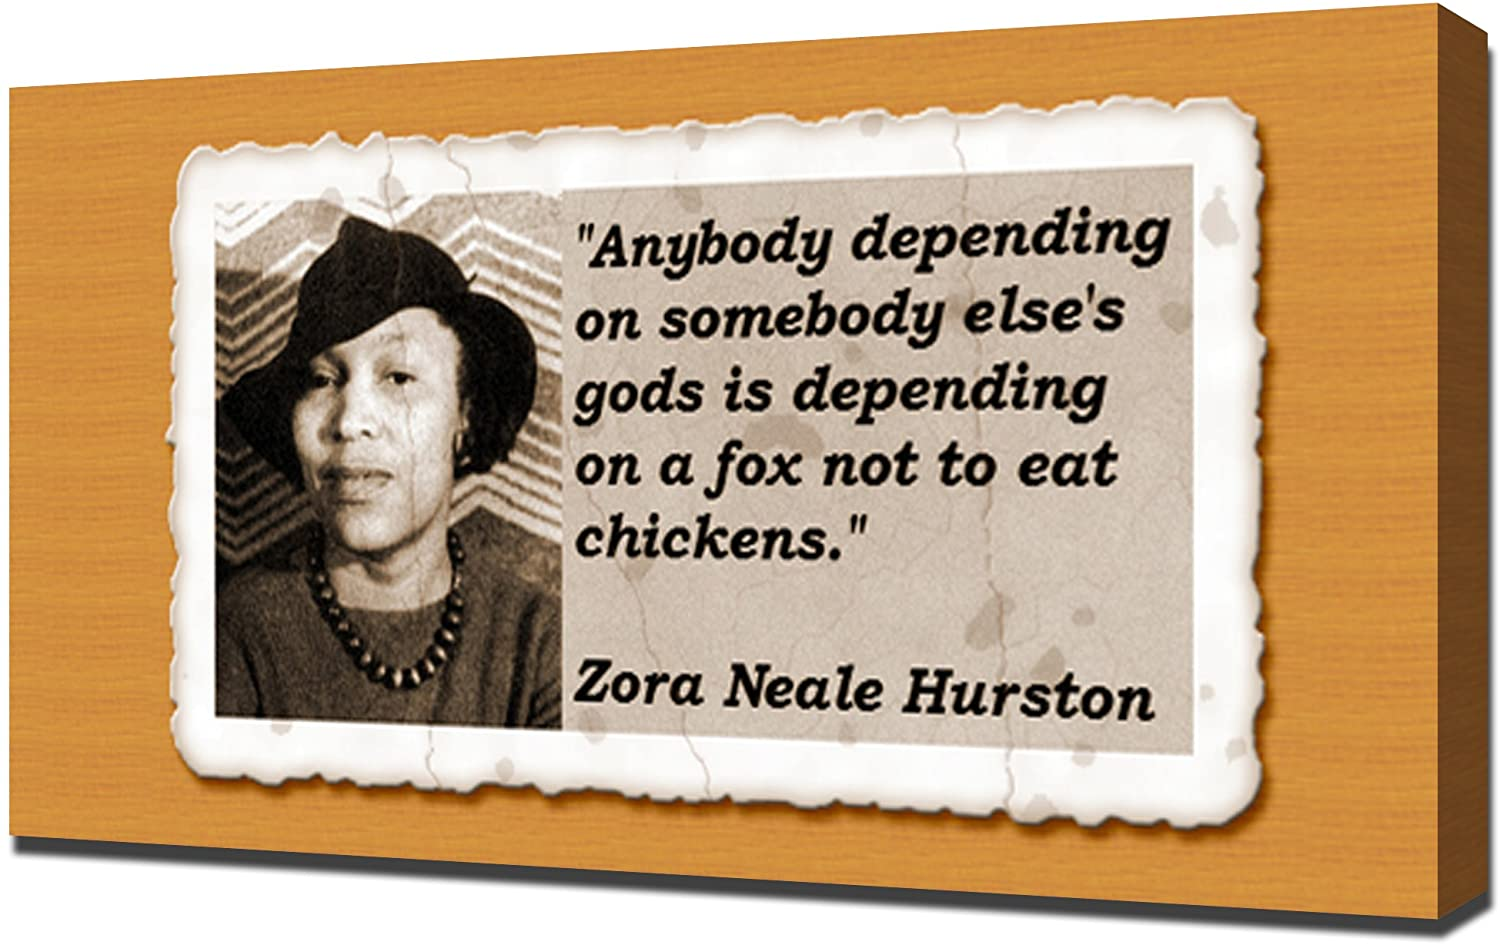 "Anybody depending
on somebody else's
gods is depending
on a fox not to eat
chickens."
Zora Neale Hurston